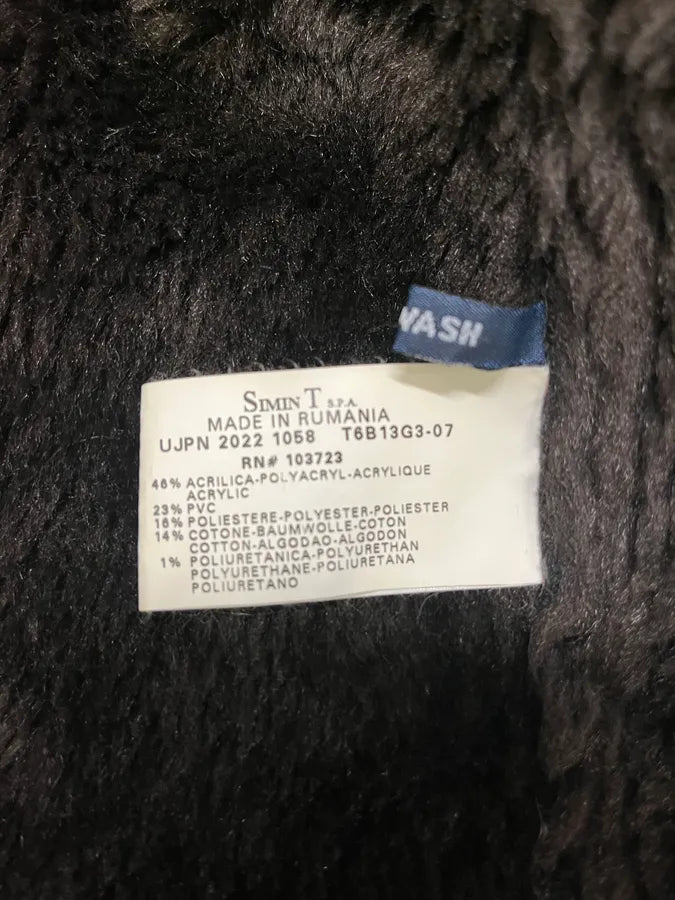 WASH
SIMINT S.P.A.
MADE IN RUMANIA
UJPN 2022 1058 T6B13G3-07
RN# 103723
46% ACRILICA-POLYACRYL-ACRYLIQUE
ACRYLIC
23% PVC
16% POLIESTERE-POLYESTER-POLIESTER
14% COTONE-BAUMWOLLE-COTON
COTTON-ALGODAO-ALGODON
1% POLIURETANICA-POLYURETHAN
POLYURETHANE-POLIURETANA
POLIURETANO